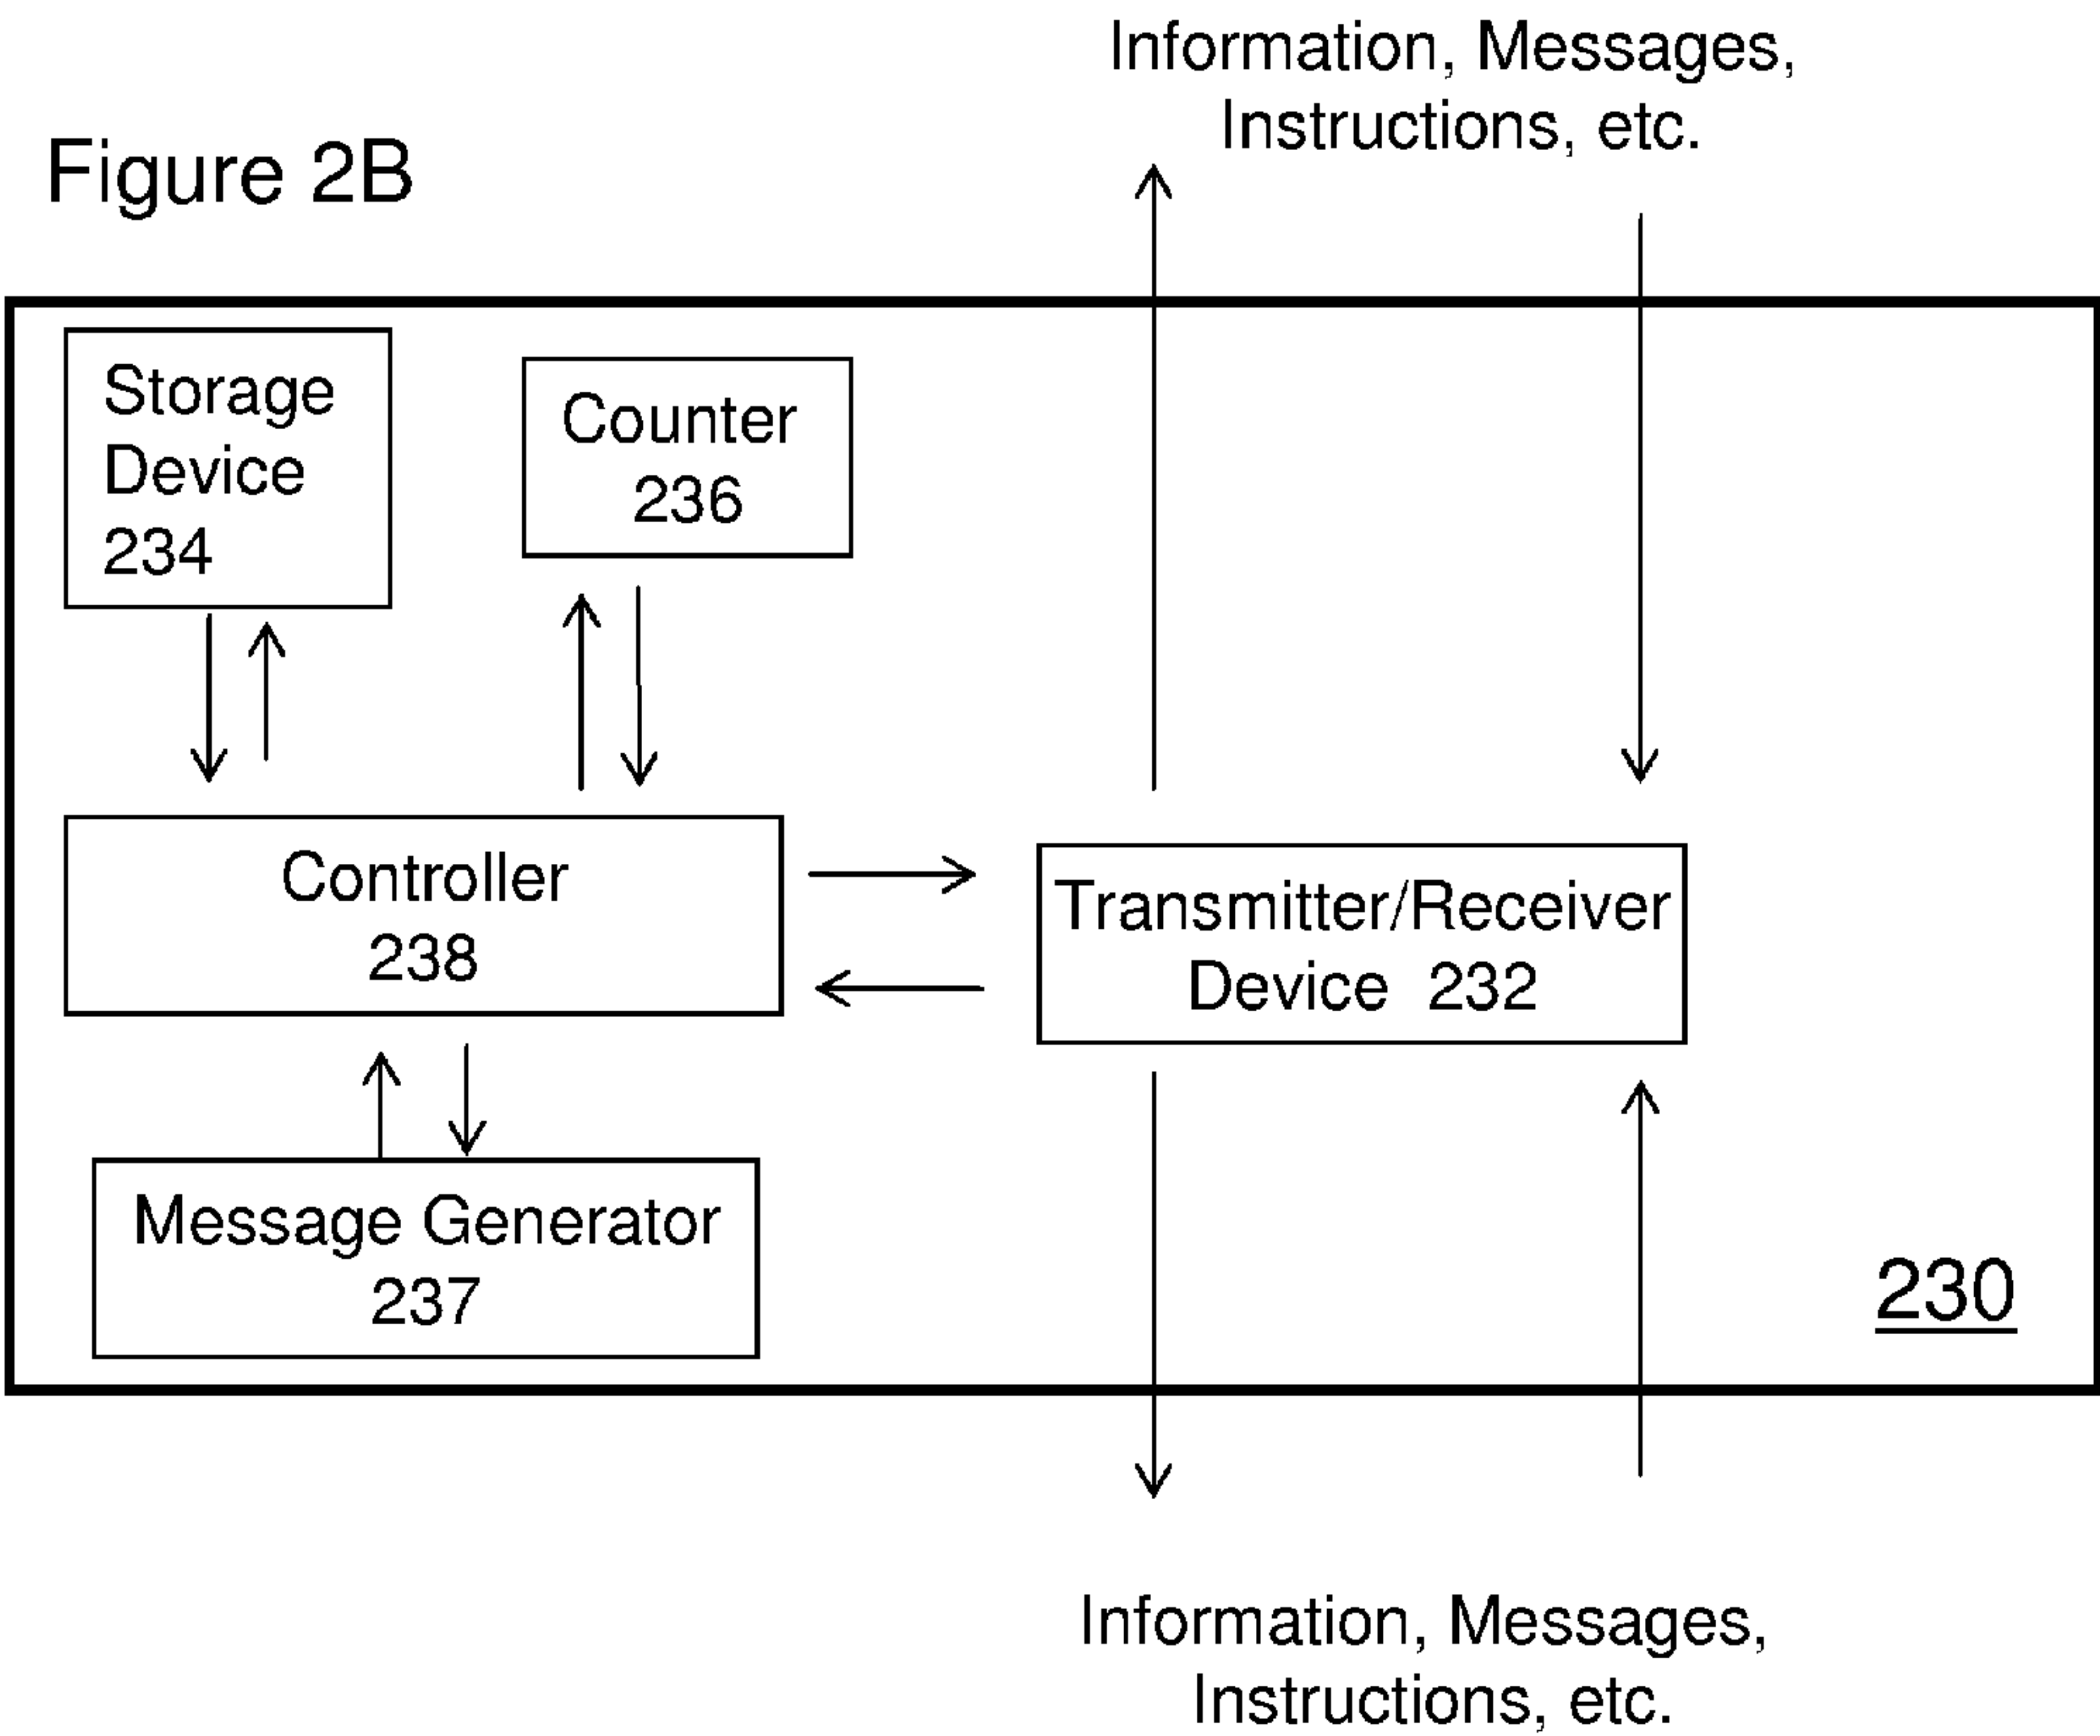 Information, Messages,
Instructions, etc.
Figure 2B
Storage
Device
234
Counter
236
Controller
238
Transmitter/Receiver
Device 232
Message Generator
237
230
Information, Messages,
Instructions, etc.